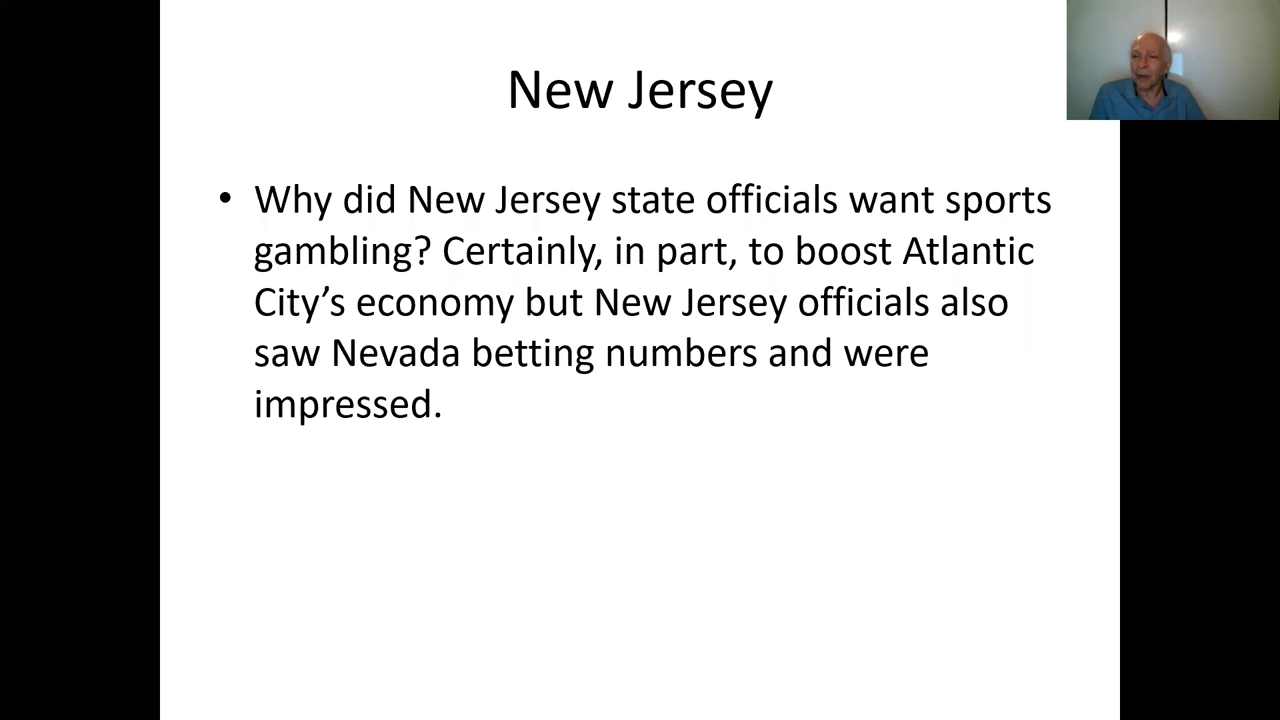 New Jersey
• Why did New Jersey state officials want sports
gambling? Certainly, in part, to boost Atlantic
City’s economy but New Jersey officials also
saw Nevada betting numbers and were
impressed.